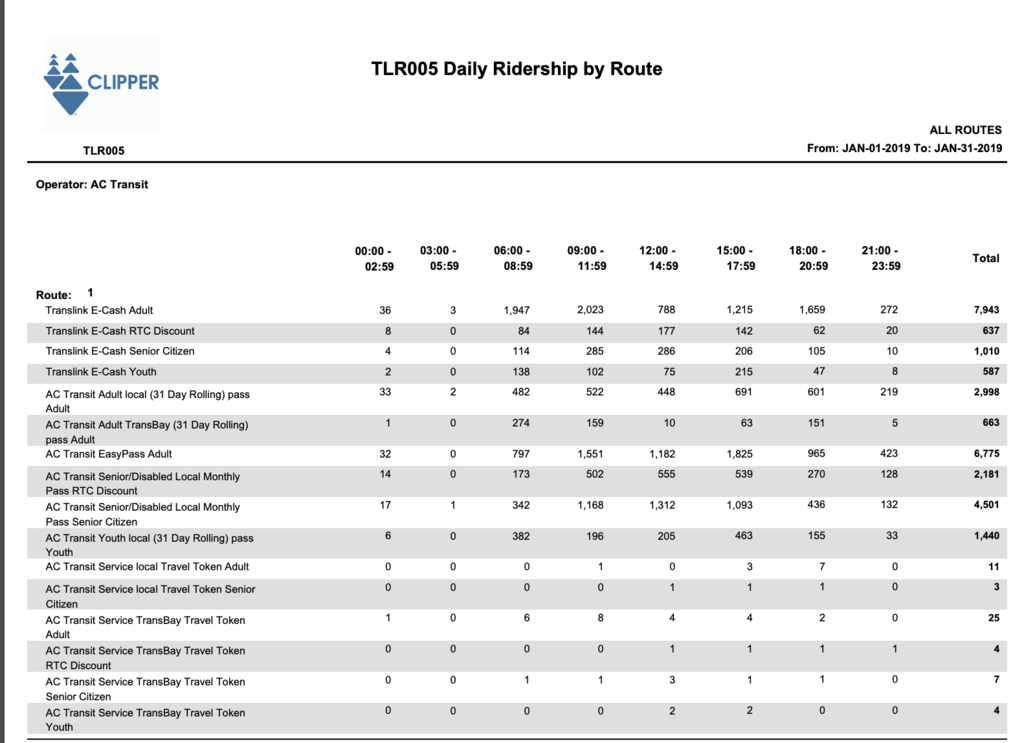 CLIPPER
TLR005 Daily Ridership by Route
ALL ROUTES
TLR005
From: JAN-01-2019 To: JAN-31-2019
Operator: AC Transit
00:00 - 03:00 - 06:00 - 09:00 - 12:00 - 15:00 - 18:00 - 21:00 - Total
02:59 05:59 08:59 11:59 14:59 17:59 20:59 23:59
Route: 1
Translink E-Cash Adult 36 3 1,947 2,023 788 1,215 1,659 272 7,943
Translink E-Cash RTC Discount 8 0 84 144 177 142 62 20 637
Translink E-Cash Senior Citizen 4 0 114 285 286 206 105 10 1,010
Translink E-Cash Youth 2 0 138 102 75 215 47 8 587
AC Transit Adult local (31 Day Rolling) pass 33 2 482 522 448 691 601 219 2,998
Adult
AC Transit Adult TransBay (31 Day Rolling) 1 0 274 159 10 63 151 5 663
pass Adult
AC Transit EasyPass Adult 32 0 797 1,551 1,182 1,825 965 423 6,775
AC Transit Senior/Disabled Local Monthly 14 0 173 502 555 539 270 128 2,181
Pass RTC Discount
AC Transit Senior/Disabled Local Monthly 17 1 342 1,168 1,312 1,093 436 132 4,501
Pass Senior Citizen
AC Transit Youth local (31 Day Rolling) pass 6 0 382 196 205 463 155 33 1,440
Youth
AC Transit Service local Travel Token Adult 0 0 0 1 0 3 7 0 11
AC Transit Service local Travel Token Senior 0 0 0 0 1 1 1 0 3
Citizen
AC Transit Service TransBay Travel Token 1 0 6 8 4 4 2 0 25
Adult
AC Transit Service TransBay Travel Token 0 0 0 0 1 1 1 1 4
RTC Discount
AC Transit Service TransBay Travel Token 0 0 1 1 3 1 1 0 7
Senior Citizen
AC Transit Service TransBay Travel Token 0 0 0 0 2 2 0 0 4
Youth